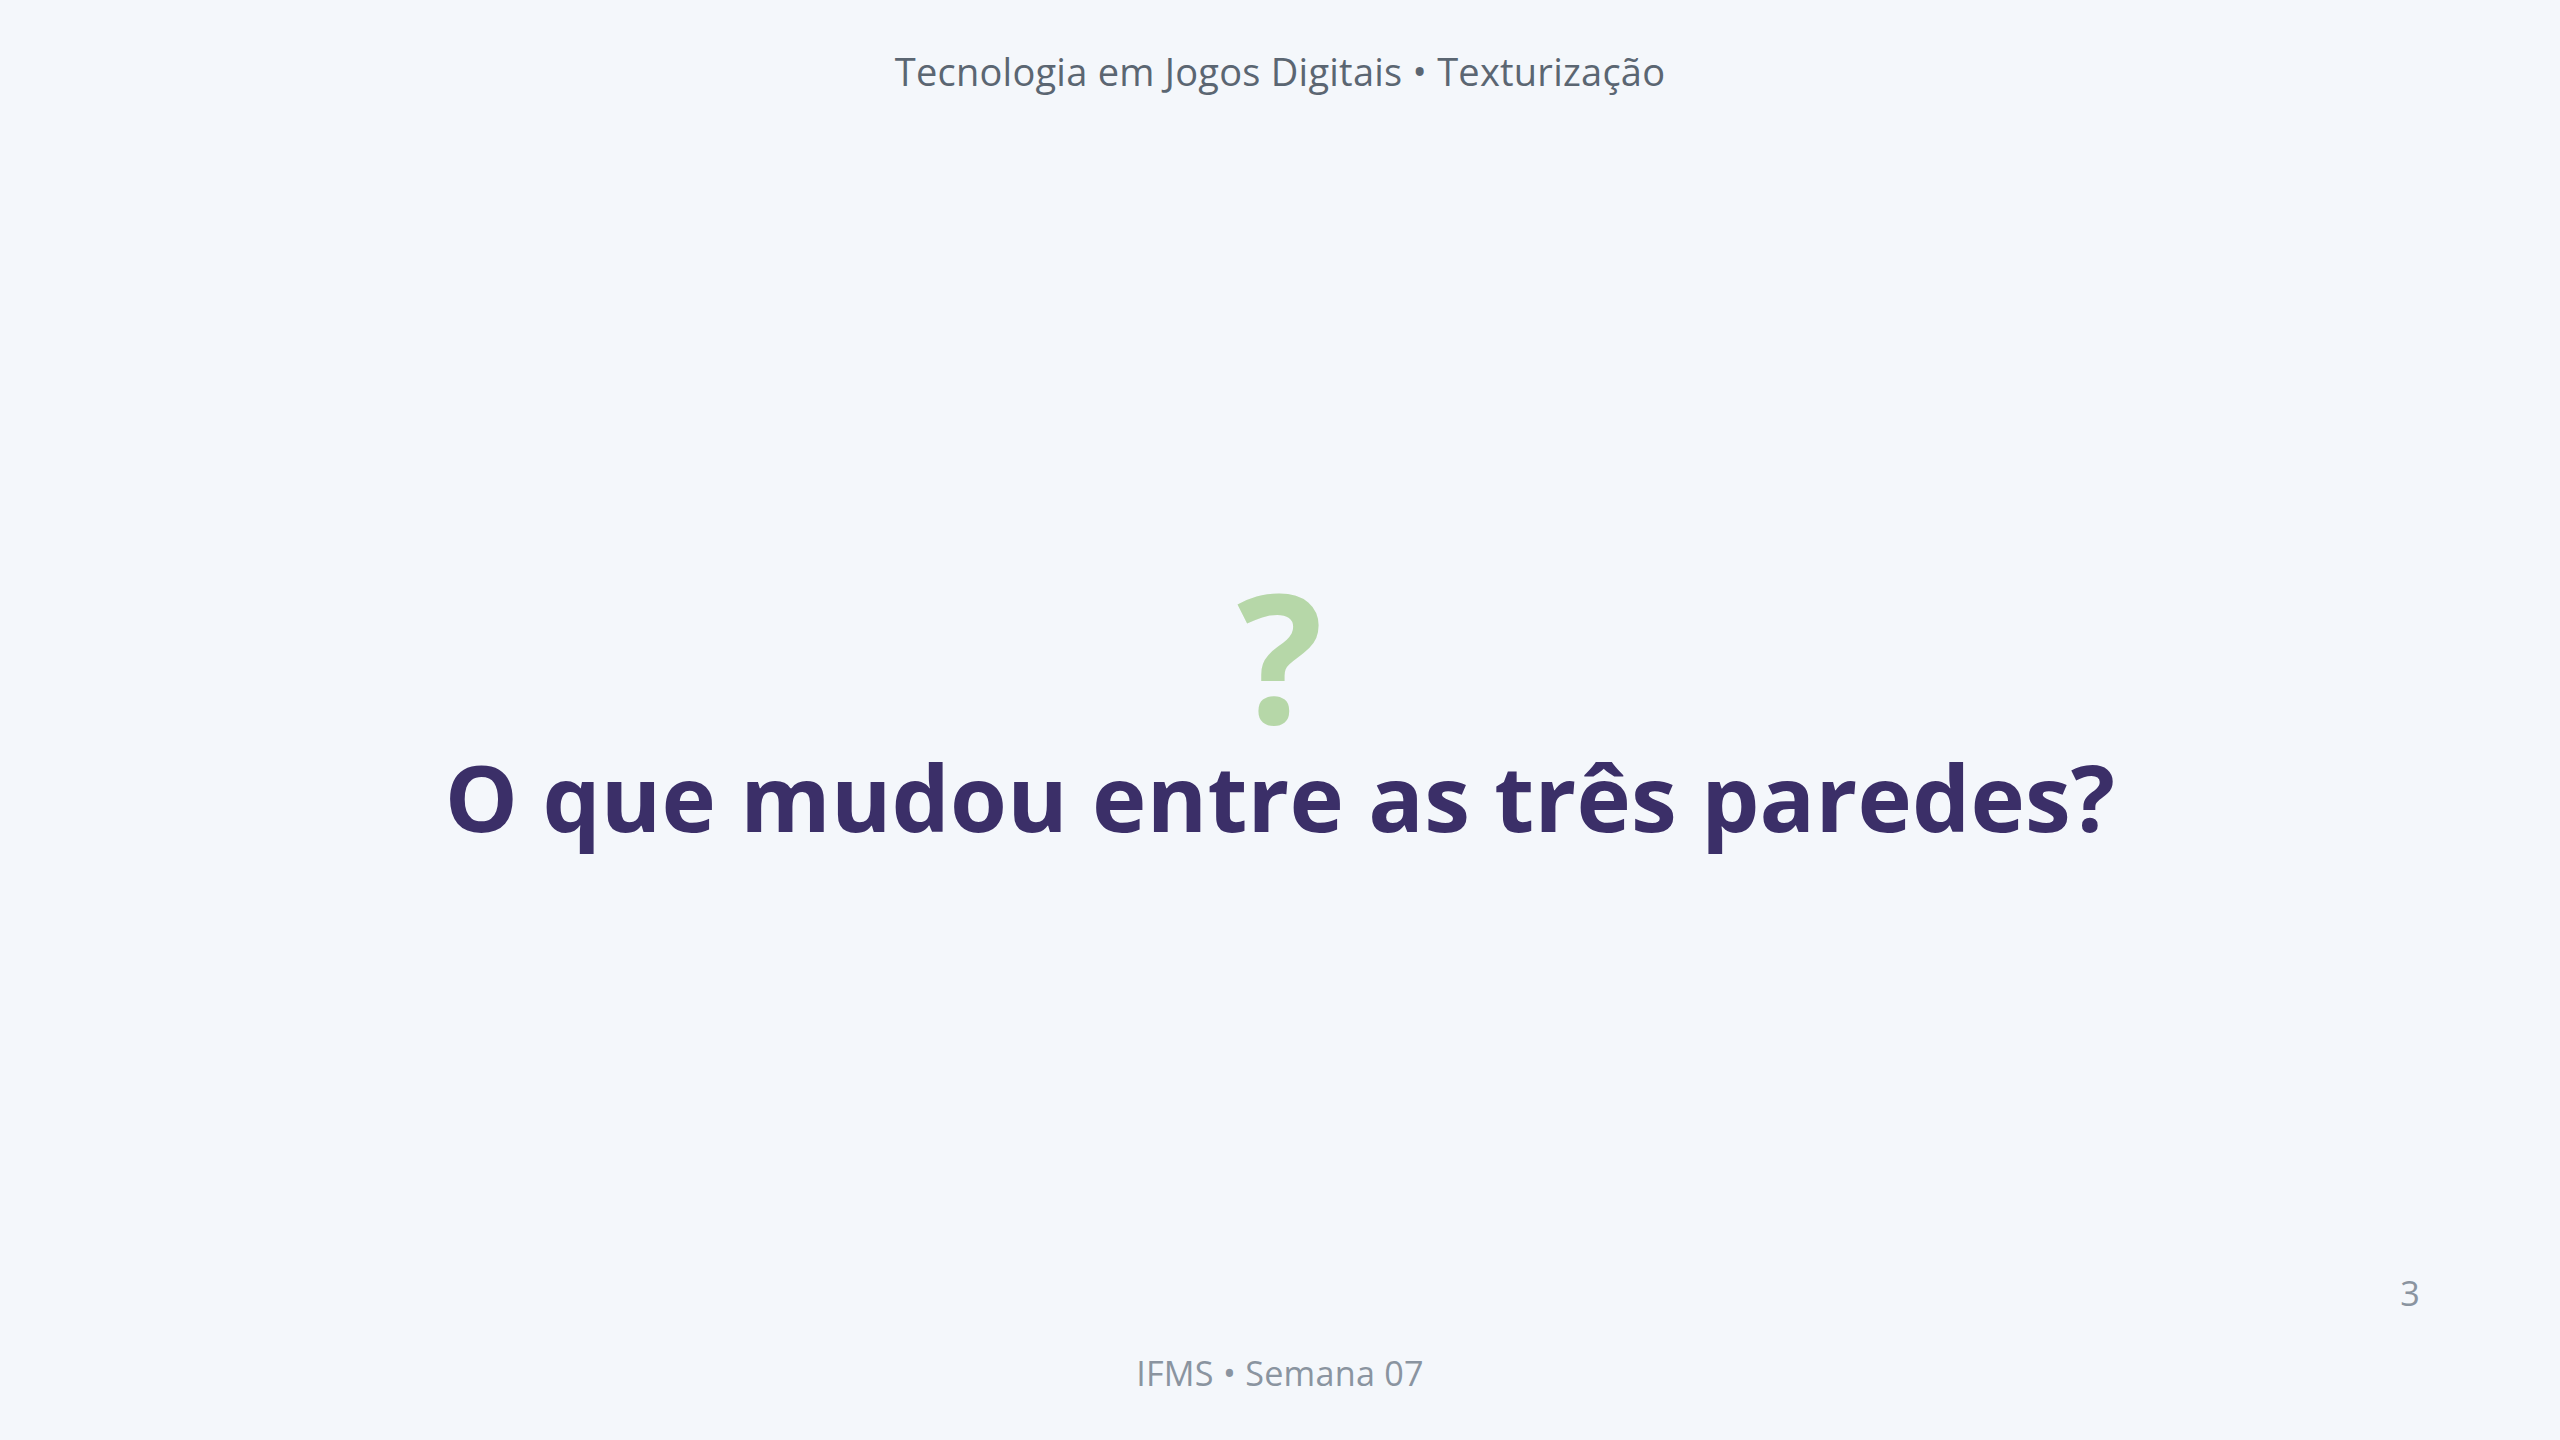 Tecnologia em Jogos Digitais • Texturização
?
O que mudou entre as três paredes?
3
IFMS • Semana 07